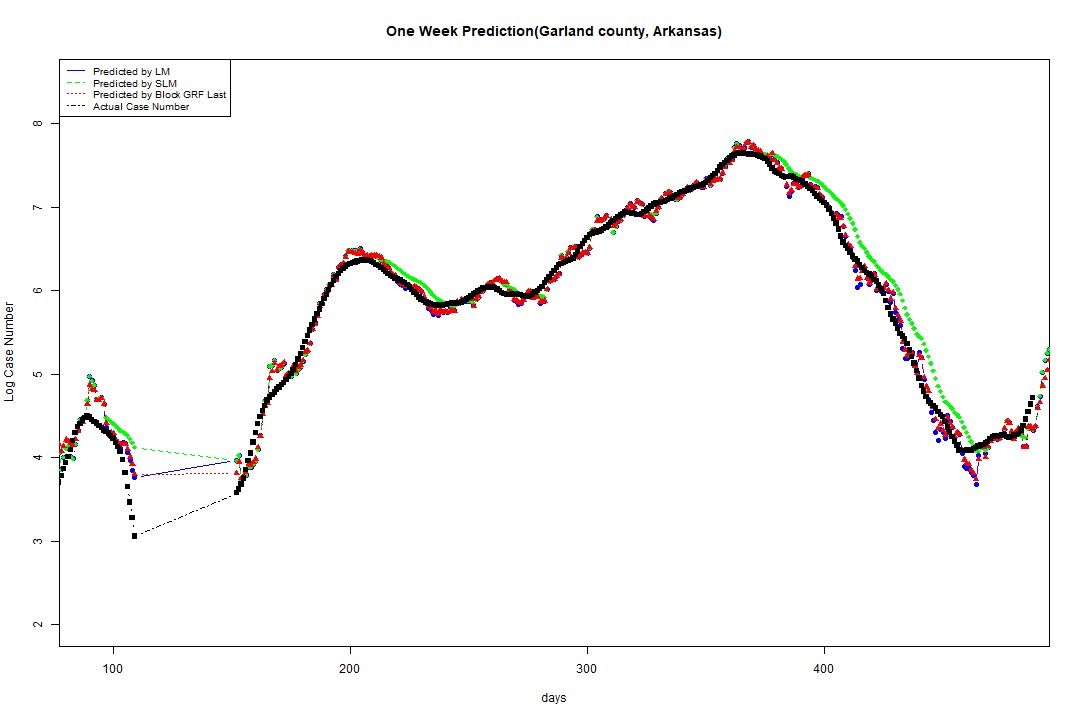 One Week Prediction(Garland county, Arkansas)
Predicted by LM
Predicted by SLM
Predicted by Block GRF Last
Actual Case Number
Log Case Number
8
7
6
5
4
3
2
100 200 300 400
days